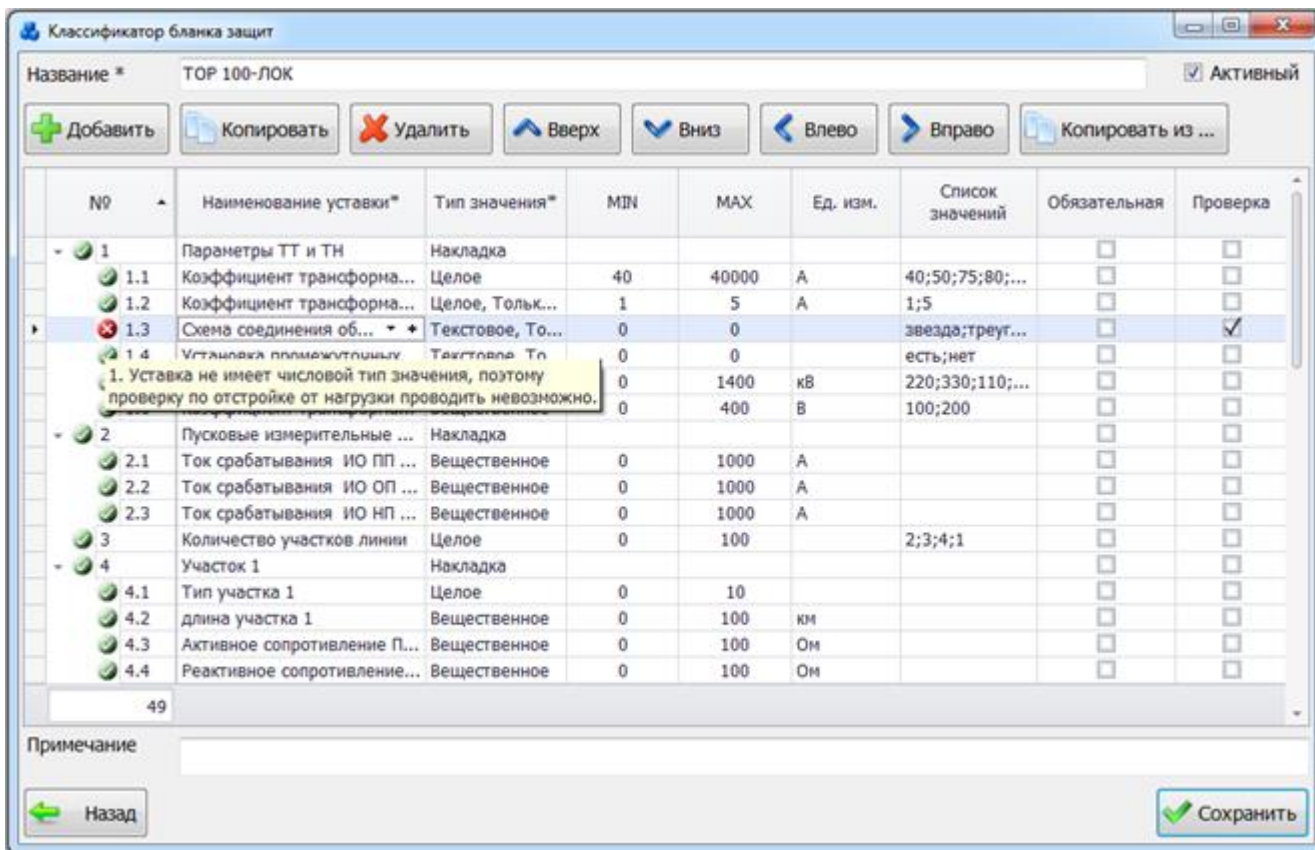 Классификатор бланка защит
Название * ТОР 100-ЛОК Активный
Добавить Копировать Удалить Вверх Вниз Влево Вправо Копировать из ...
№ Наименование уставки* Тип значения* MIN MAX Ед. изм. Список значений Обязательная Проверка
1 Параметры ТТ и ТН Накладка
1.1 Коэффициент трансформа... Целое 40 40000 А 40;50;75;80;...
1.2 Коэффициент трансформа... Целое, Тольк... 1 5 А 1;5
1.3 Схема соединения об... Текстовое, То... 0 0 звезда;треуг...
1.4 Установка промежуточных Текстовое, То 0 0 есть;нет
1. Уставка не имеет числовой тип значения, поэтому
проверку по отстройке от нагрузки проводить невозможно.
0 1400 кВ 220;330;110;...
0 400 В 100;200
2 Пусковые измерительные ... Накладка
2.1 Ток срабатывания ИО ПП ... Вещественное 0 1000 А
2.2 Ток срабатывания ИО ОП ... Вещественное 0 1000 А
2.3 Ток срабатывания ИО НП ... Вещественное 0 1000 А
3 Количество участков линии Целое 0 100 2;3;4;1
4 Участок 1 Накладка
4.1 Тип участка 1 Целое 0 10
4.2 длина участка 1 Вещественное 0 100 км
4.3 Активное сопротивление П... Вещественное 0 100 Ом
4.4 Реактивное сопротивление... Вещественное 0 100 Ом
49
Примечание
Назад Сохранить